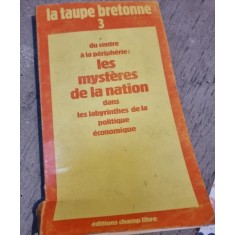 la taupe bretonne
3
du centre
à la périphérie:
les
mystères
de la nation
dans
les labyrinthes de la
politique
économique
éditions champ libre